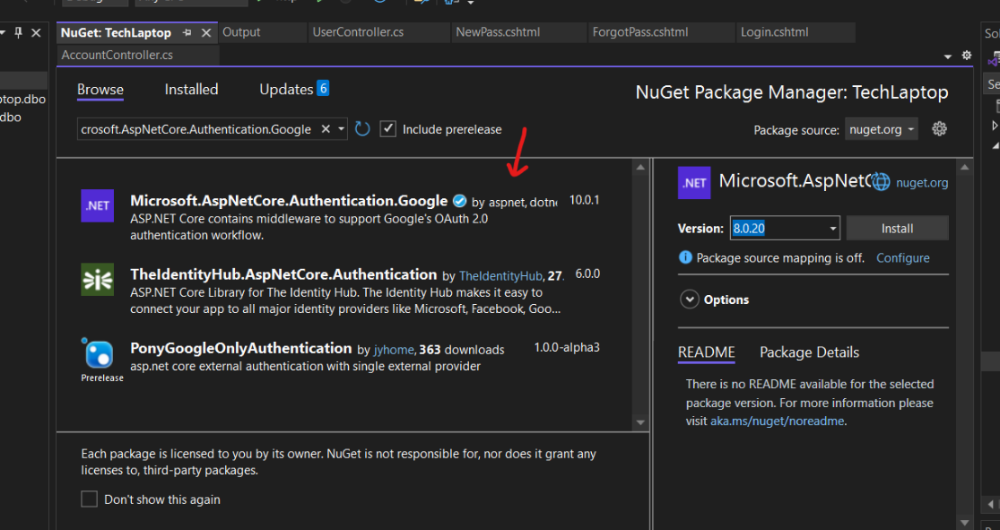 NuGet: TechLaptop
Output
UserController.cs
NewPass.cshtml
ForgotPass.cshtml
Login.cshtml
AccountController.cs
ptop.dbo
dbo
Sol
Se
Browse
Installed
Updates 6
NuGet Package Manager: TechLaptop
crosoft.AspNetCore.Authentication.Google
Include prerelease
Package source: nuget.org
.NET
Microsoft.AspNetCore.Authentication.Google by aspnet, dotne 10.0.1
ASP.NET Core contains middleware to support Google's OAuth 2.0
authentication workflow.
TheIdentityHub.AspNetCore.Authentication by TheIdentityHub, 27. 6.0.0
ASP.NET Core Library for The Identity Hub. The Identity Hub makes it easy to
connect your app to all major identity providers like Microsoft, Facebook, Goo...
PonyGoogleOnlyAuthentication by jyhome, 363 downloads 1.0.0-alpha3
asp.net core external authentication with single external provider
Prerelease
Each package is licensed to you by its owner. NuGet is not responsible for, nor does it grant any
licenses to, third-party packages.
Don't show this again
.NET
Microsoft.AspNetC nuget.org
Version: 8.0.20 Install
Package source mapping is off. Configure
Options
README
Package Details
There is no README available for the selected
package version. For more information please
visit aka.ms/nuget/noreadme.